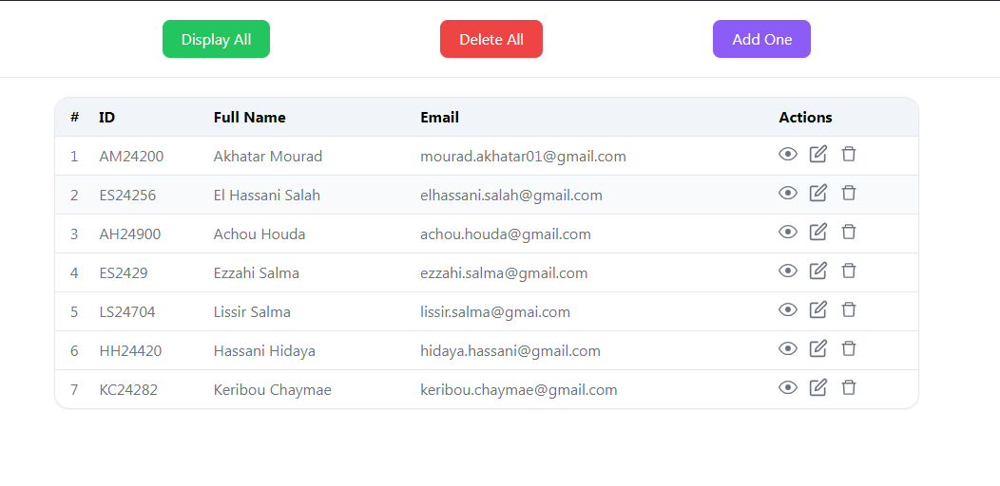 Display All Delete All Add One
# ID Full Name Email Actions
1 AM24200 Akhatar Mourad mourad.akhatar01@gmail.com
2 ES24256 El Hassani Salah elhassani.salah@gmail.com
3 AH24900 Achou Houda achou.houda@gmail.com
4 ES2429 Ezzahi Salma ezzahi.salma@gmail.com
5 LS24704 Lissir Salma lissir.salma@gmai.com
6 HH24420 Hassani Hidaya hidaya.hassani@gmail.com
7 KC24282 Keribou Chaymae keribou.chaymae@gmail.com